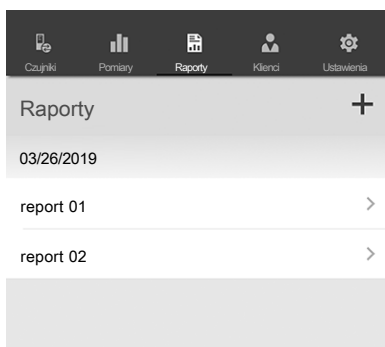 Czujniki Pomiary Raporty Klienci Ustawienia
Raporty
03/26/2019
report 01
report 02